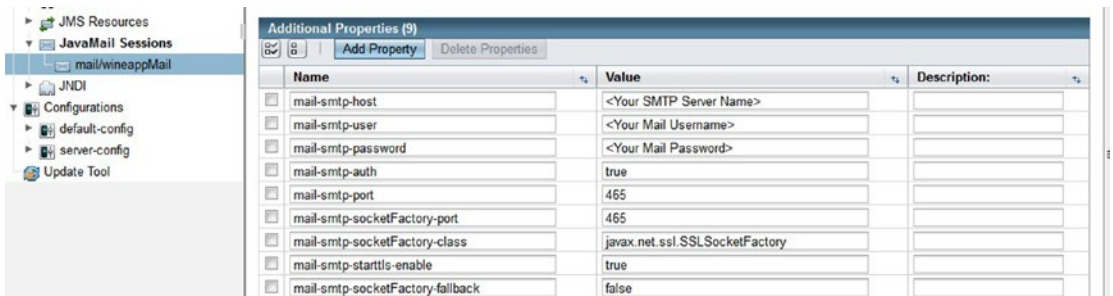 JMS Resources
JavaMail Sessions
mail/wineappMail
JNDI
Configurations
default-config
server-config
Update Tool
Additional Properties (9)
Add Property Delete Properties
Name Value Description:
mail-smtp-host <Your SMTP Server Name>
mail-smtp-user <Your Mail Username>
mail-smtp-password <Your Mail Password>
mail-smtp-auth true
mail-smtp-port 465
mail-smtp-socketFactory-port 465
mail-smtp-socketFactory-class javax.net.ssl.SSLSocketFactory
mail-smtp-starttls-enable true
mail-smtp-socketFactory-fallback false